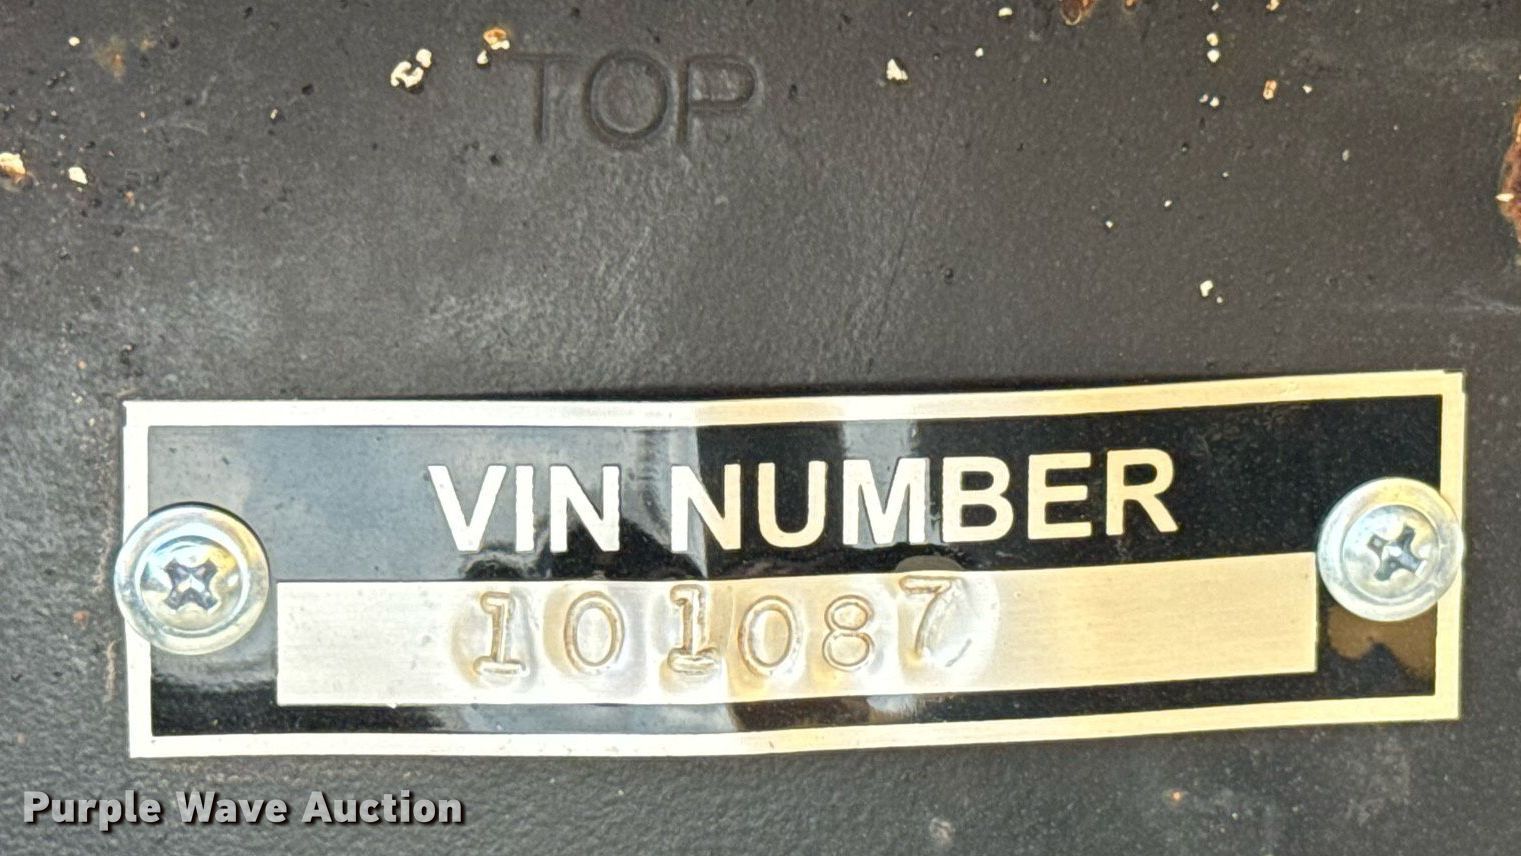 TOP
VIN NUMBER
101087
Purple Wave Auction